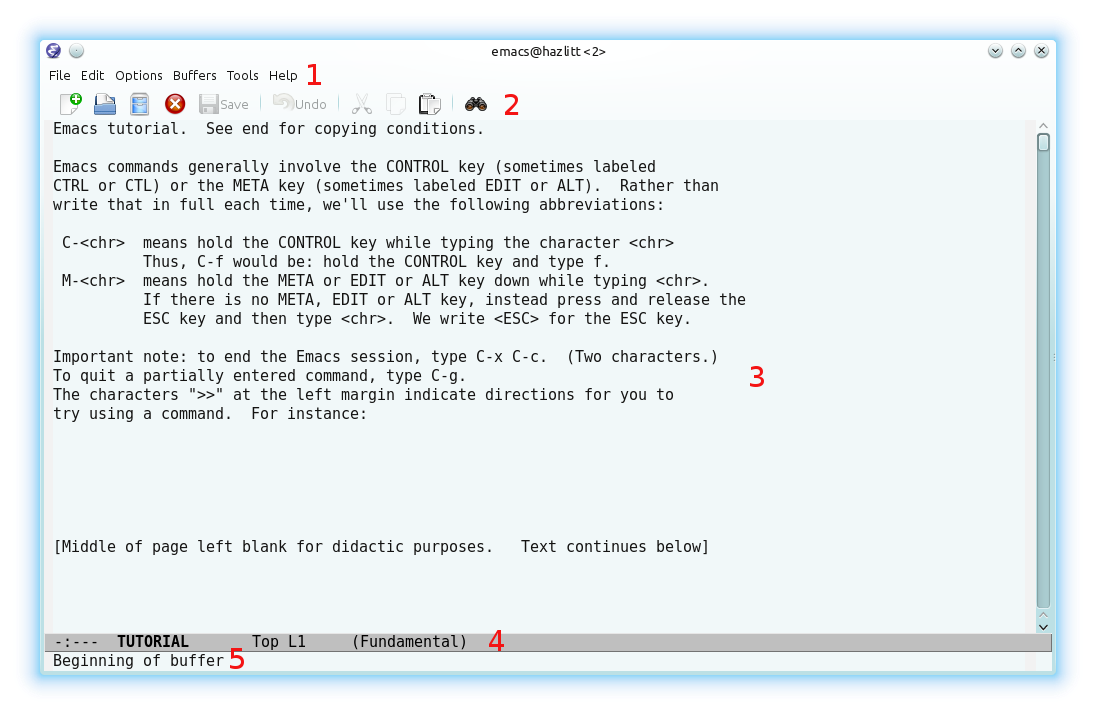 emacs@hazlitt <2>
File Edit Options Buffers Tools Help 1
Save Undo 2
Emacs tutorial.  See end for copying conditions.
Emacs commands generally involve the CONTROL key (sometimes labeled
CTRL or CTL) or the META key (sometimes labeled EDIT or ALT).  Rather than
write that in full each time, we'll use the following abbreviations:
C-<chr>  means hold the CONTROL key while typing the character <chr>
Thus, C-f would be: hold the CONTROL key and type f.
M-<chr>  means hold the META or EDIT or ALT key down while typing <chr>.
If there is no META, EDIT or ALT key, instead press and release the
ESC key and then type <chr>.  We write <ESC> for the ESC key.
Important note: to end the Emacs session, type C-x C-c.  (Two characters.)
To quit a partially entered command, type C-g. 3
The characters ">>" at the left margin indicate directions for you to
try using a command.  For instance:
[Middle of page left blank for didactic purposes.   Text continues below]
-:---  TUTORIAL       Top L1     (Fundamental) 4
Beginning of buffer 5